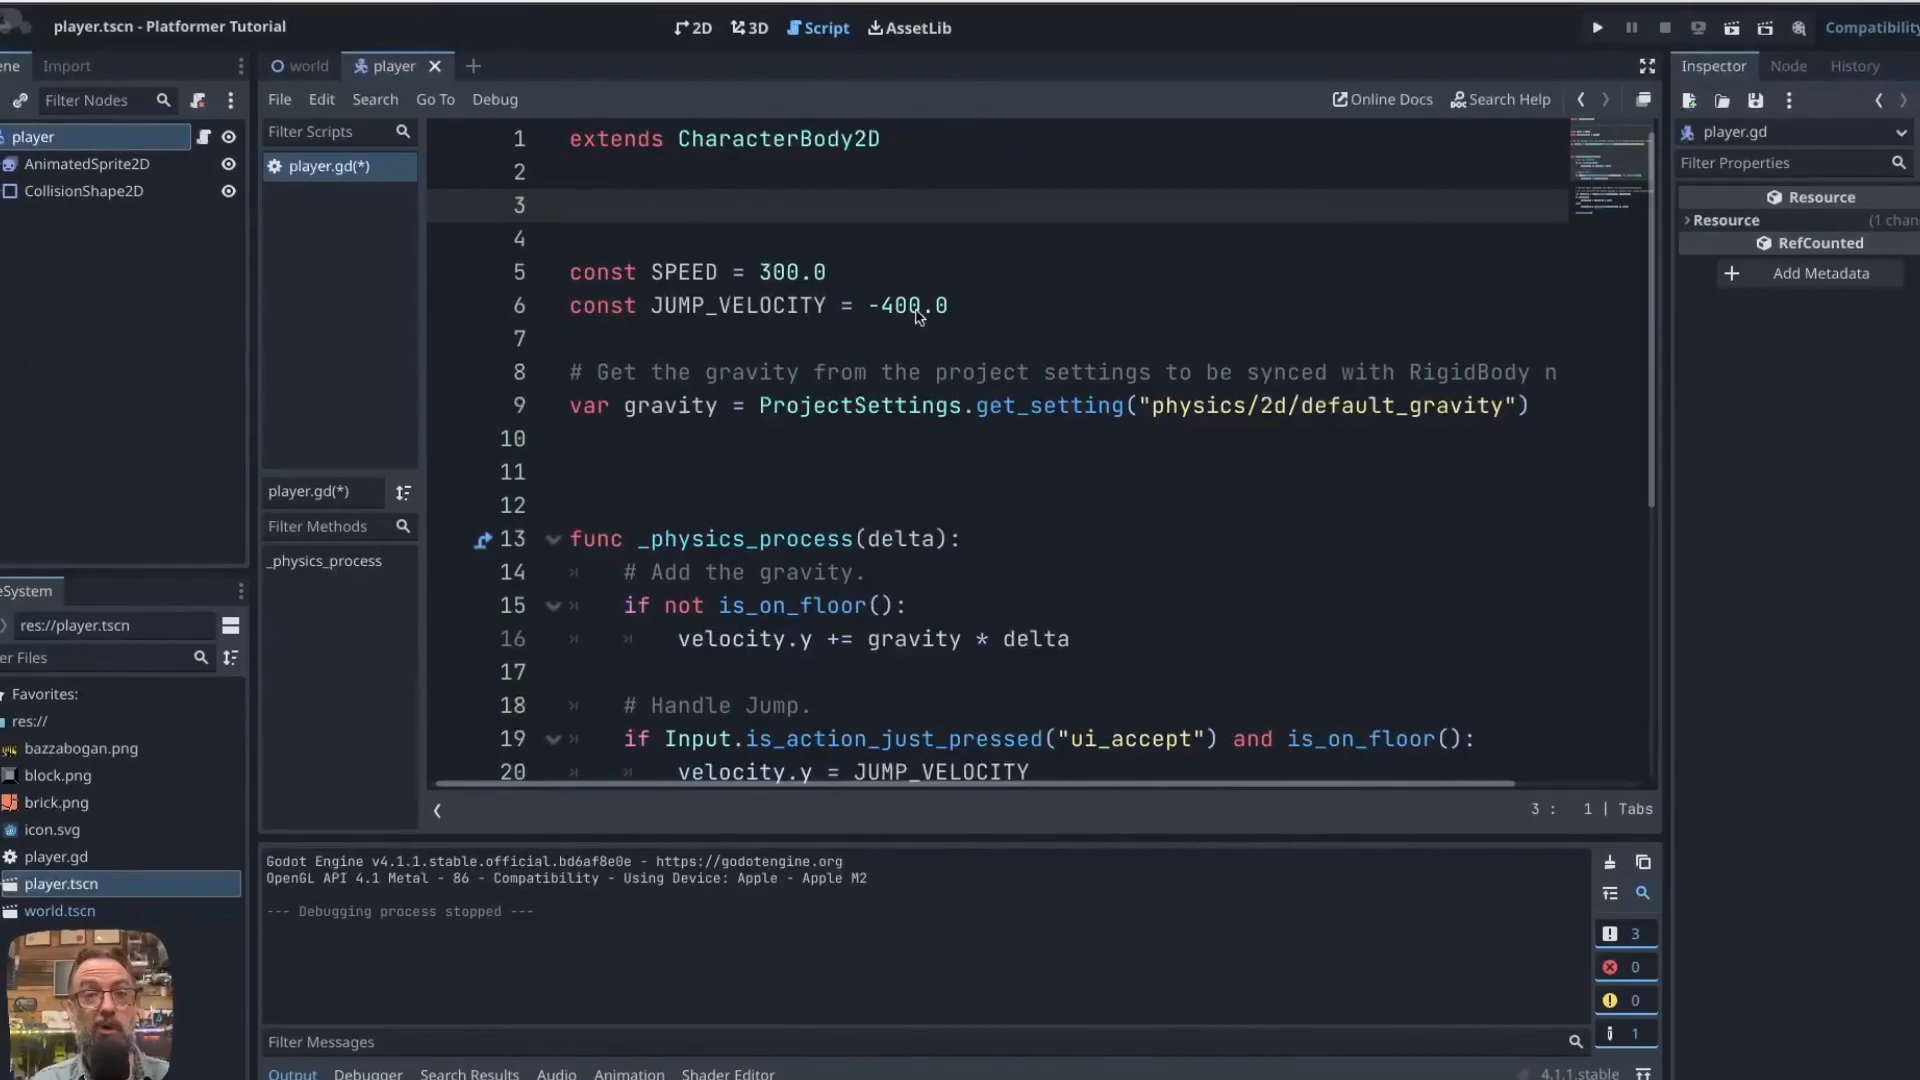 player.tscn - Platformer Tutorial
2D
3D
Script
AssetLib
Compatibility
Import
world
player
Inspector
Node
History
Filter Nodes
File
Edit
Search
Go To
Debug
Online Docs
Search Help
player
AnimatedSprite2D
CollisionShape2D
Filter Scripts
player.gd(*)
player.gd(*)
Filter Methods
_physics_process
1 extends CharacterBody2D
2
3
4
5 const SPEED = 300.0
6 const JUMP_VELOCITY = -400.0
7
8 # Get the gravity from the project settings to be synced with RigidBody n
9 var gravity = ProjectSettings.get_setting("physics/2d/default_gravity")
10
11
12
13 func _physics_process(delta):
14 # Add the gravity.
15 if not is_on_floor():
16 velocity.y += gravity * delta
17
18 # Handle Jump.
19 if Input.is_action_just_pressed("ui_accept") and is_on_floor():
20 velocity.y = JUMP_VELOCITY
3 : 1 | Tabs
player.gd
Filter Properties
Resource
Resource (1 chan
RefCounted
Add Metadata
eSystem
res://player.tscn
er Files
Favorites:
res://
bazzabogan.png
block.png
brick.png
icon.svg
player.gd
player.tscn
world.tscn
Godot Engine v4.1.1.stable.official.bd6af8e0e - https://godotengine.org
OpenGL API 4.1 Metal - 86 - Compatibility - Using Device: Apple - Apple M2
--- Debugging process stopped ---
3
0
0
1
Filter Messages
Output
Debugger
Search Results
Audio
Animation
Shader Editor
4.1.1.stable